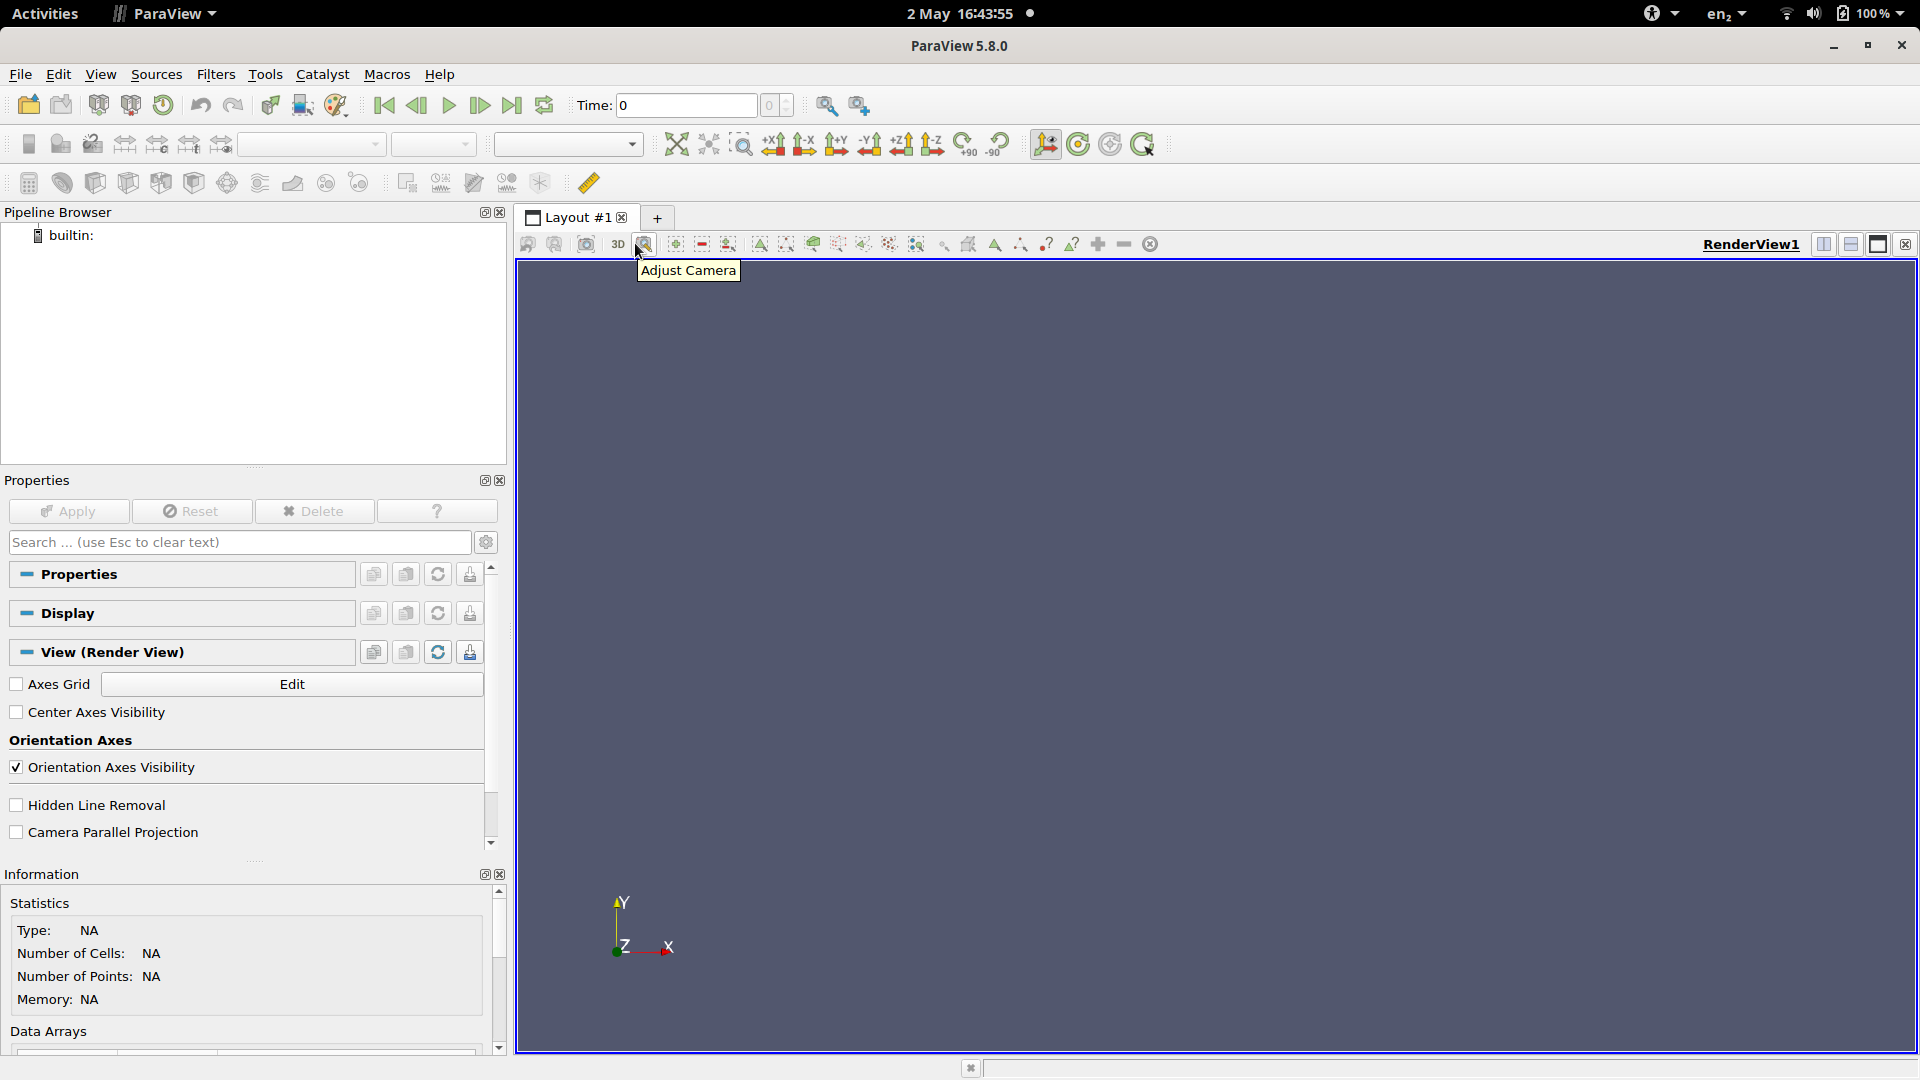 Activities ParaView 2 May 16:43:55 en₂ 100 %
ParaView 5.8.0
File Edit View Sources Filters Tools Catalyst Macros Help
Time: 0 0
+X -X +Y -Y +Z -Z +90 -90
Pipeline Browser
builtin:
Layout #1 +
3D RenderView1
Adjust Camera
Properties
Apply Reset Delete ?
Search ... (use Esc to clear text)
Properties
Display
View (Render View)
Axes Grid Edit
Center Axes Visibility
Orientation Axes
Orientation Axes Visibility
Hidden Line Removal
Camera Parallel Projection
Information
Statistics
Type: NA
Number of Cells: NA
Number of Points: NA
Memory: NA
Data Arrays
Y
Z X